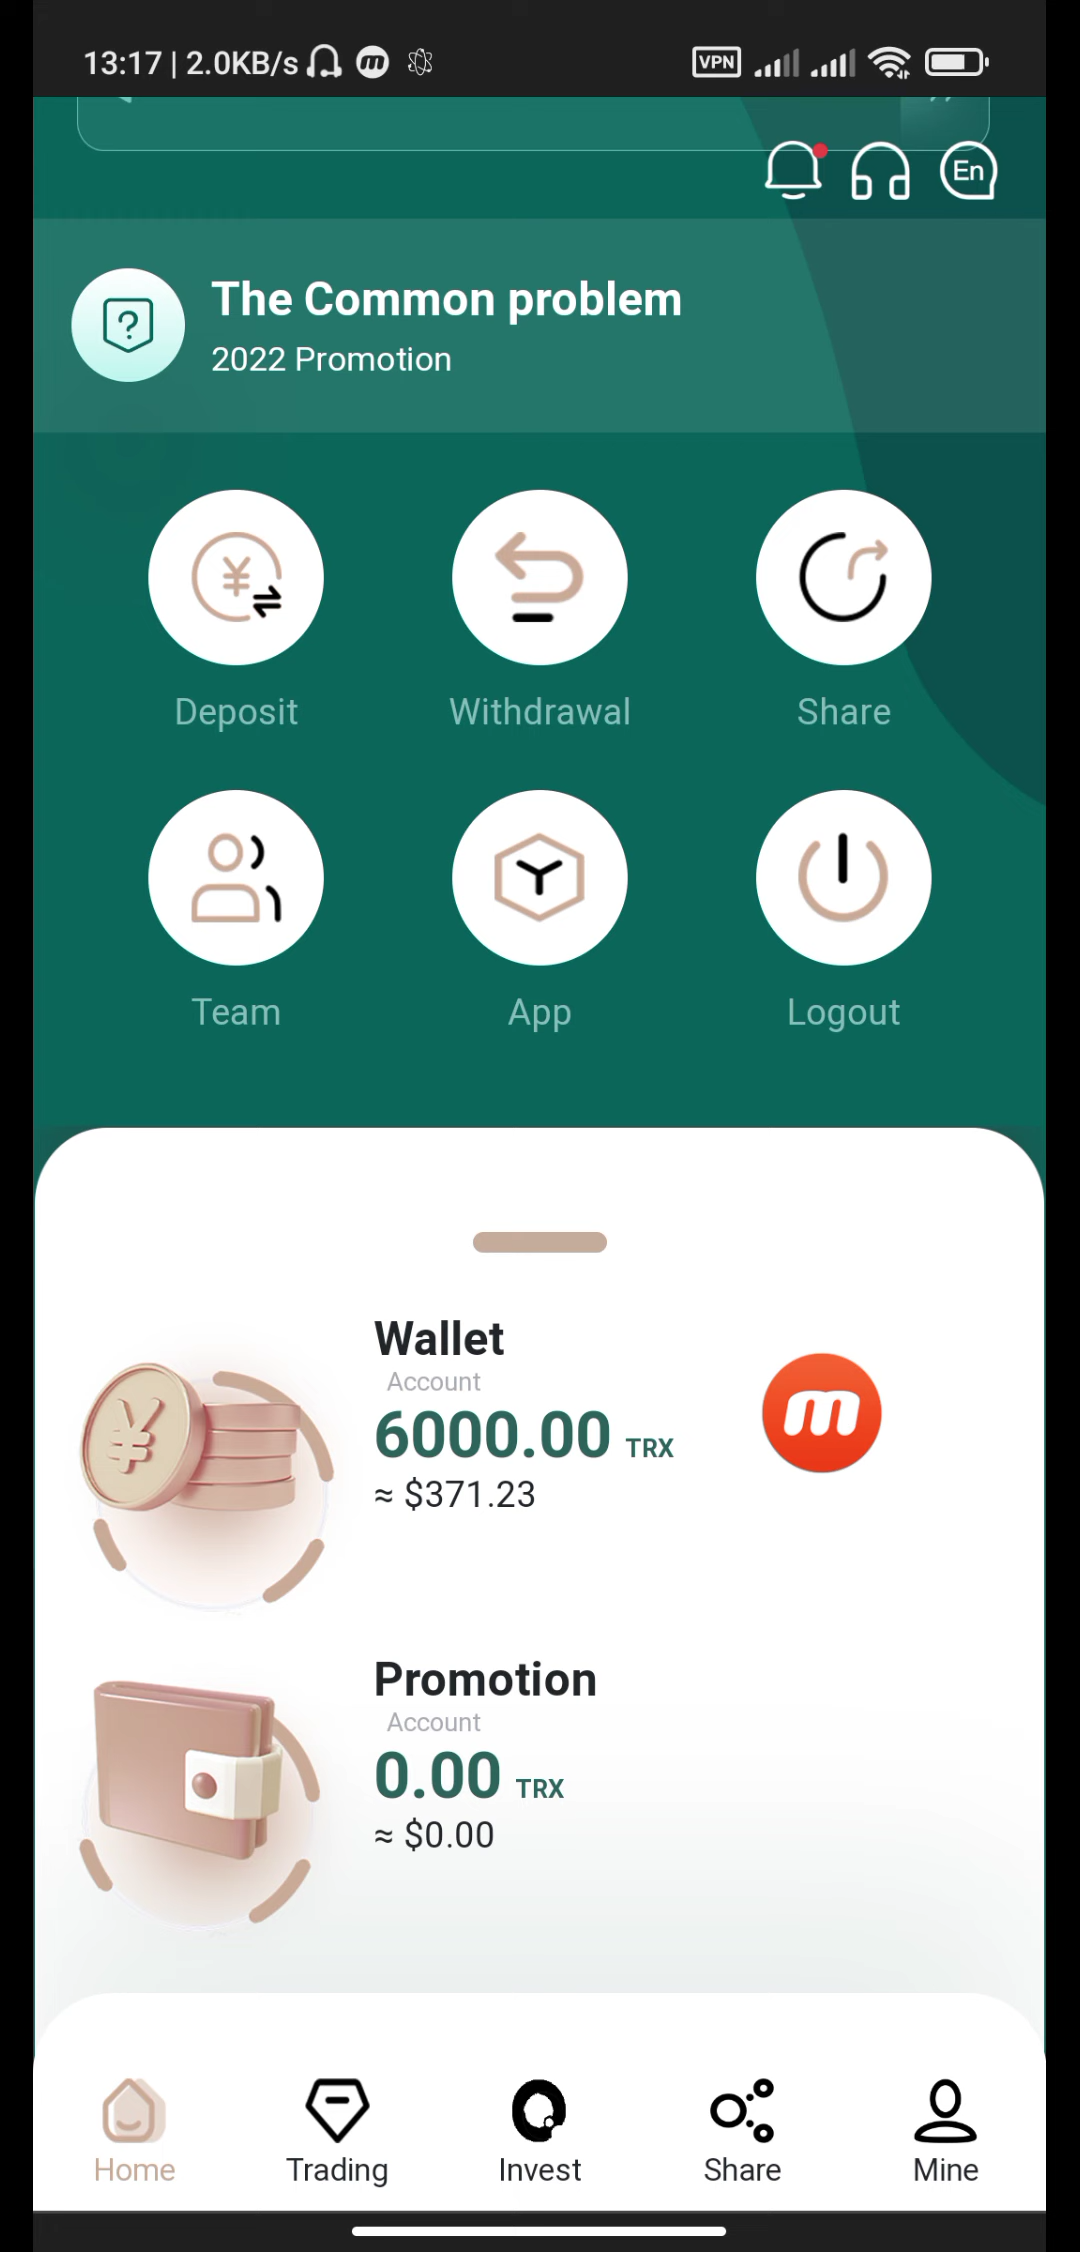 13:17 | 2.0KB/s
VPN
En
The Common problem
2022 Promotion
Deposit
Withdrawal
Share
Team
App
Logout
Wallet
Account
6000.00 TRX
≈ $371.23
Promotion
Account
0.00 TRX
≈ $0.00
Home
Trading
Invest
Share
Mine